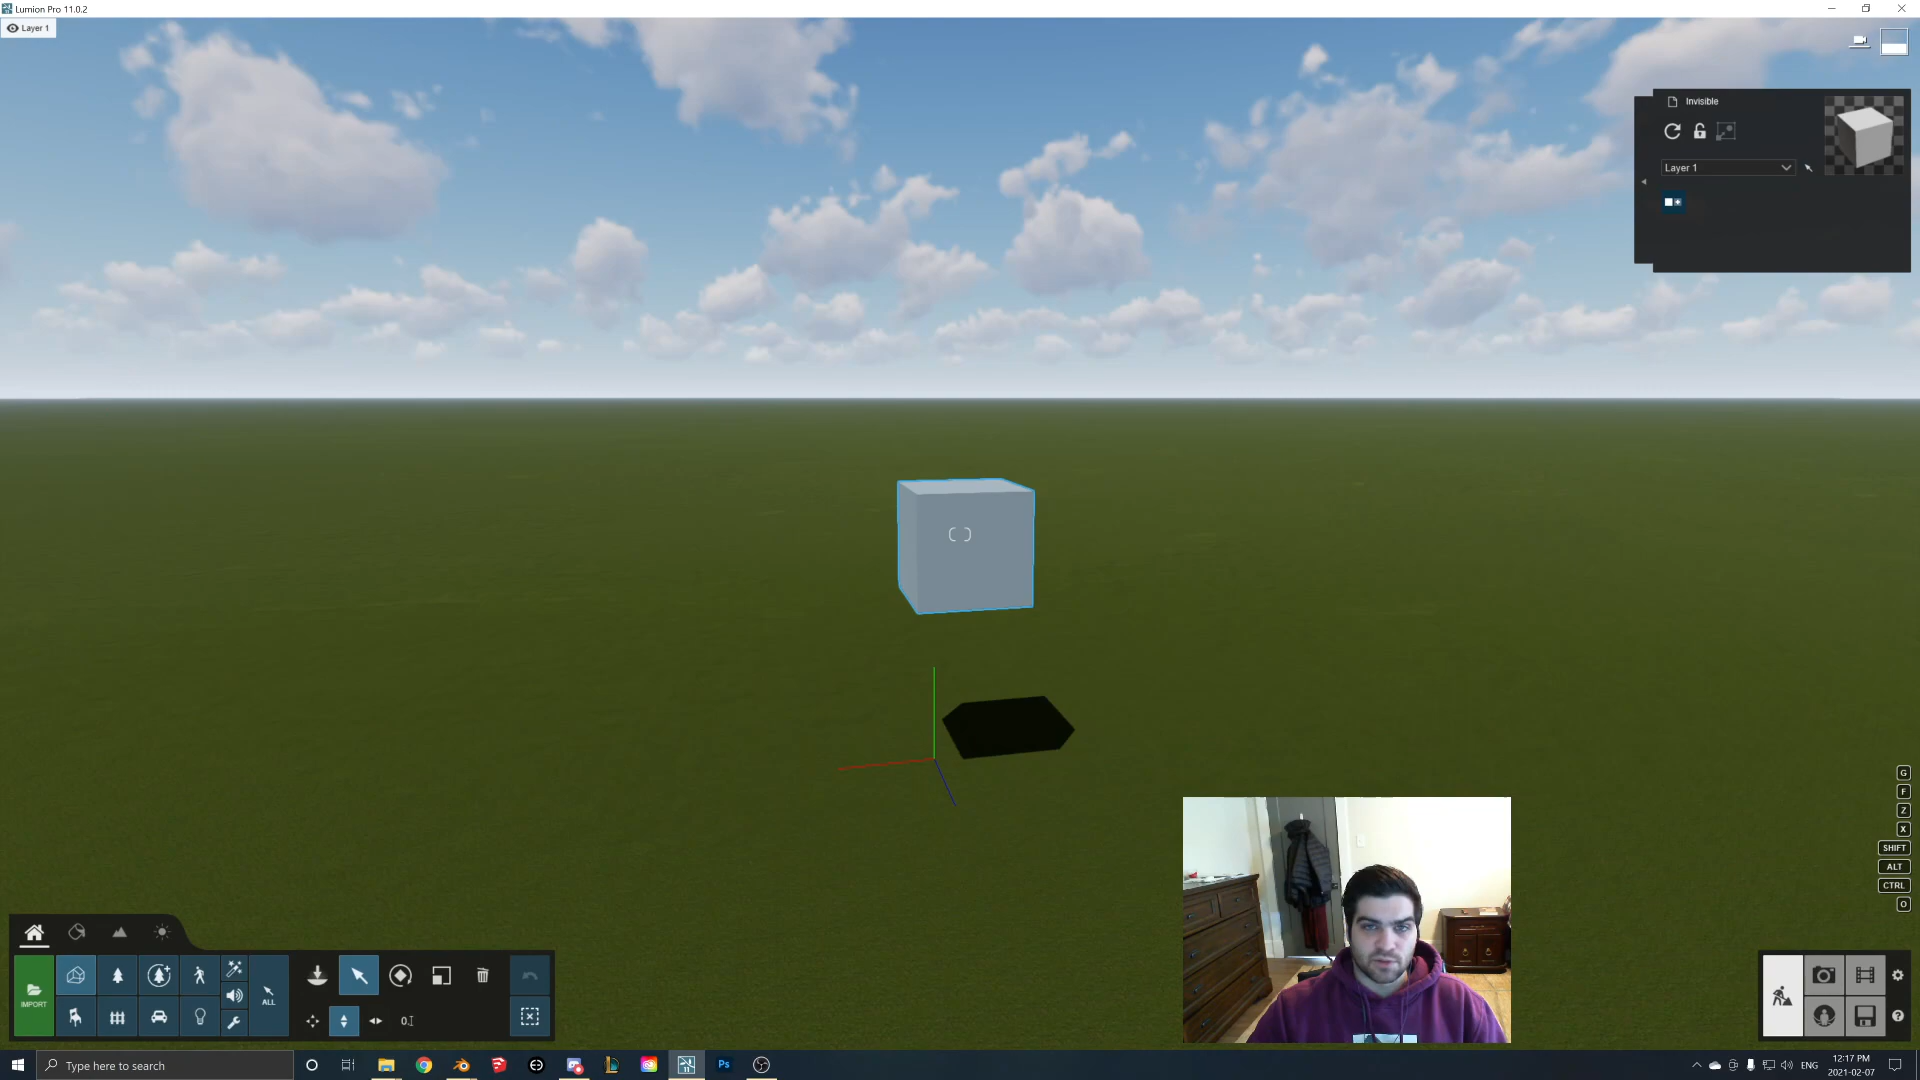 Lumion Pro 11.0.2
Layer 1
Invisible
Layer 1
G
F
Z
X
SHIFT
ALT
CTRL
O
IMPORT
ALL
0.
?
Type here to search
Ps
ENG
12:17 PM
2021-02-07